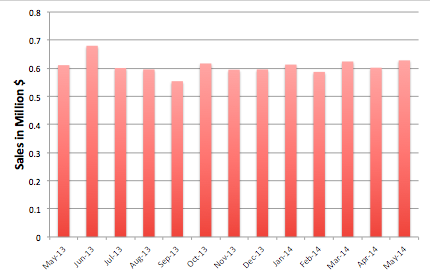 Sales in Million $
0.8
0.7
0.6
0.5
0.4
0.3
0.2
0.1
0
May-13
Jun-13
Jul-13
Aug-13
Sep-13
Oct-13
Nov-13
Dec-13
Jan-14
Feb-14
Mar-14
Apr-14
May-14